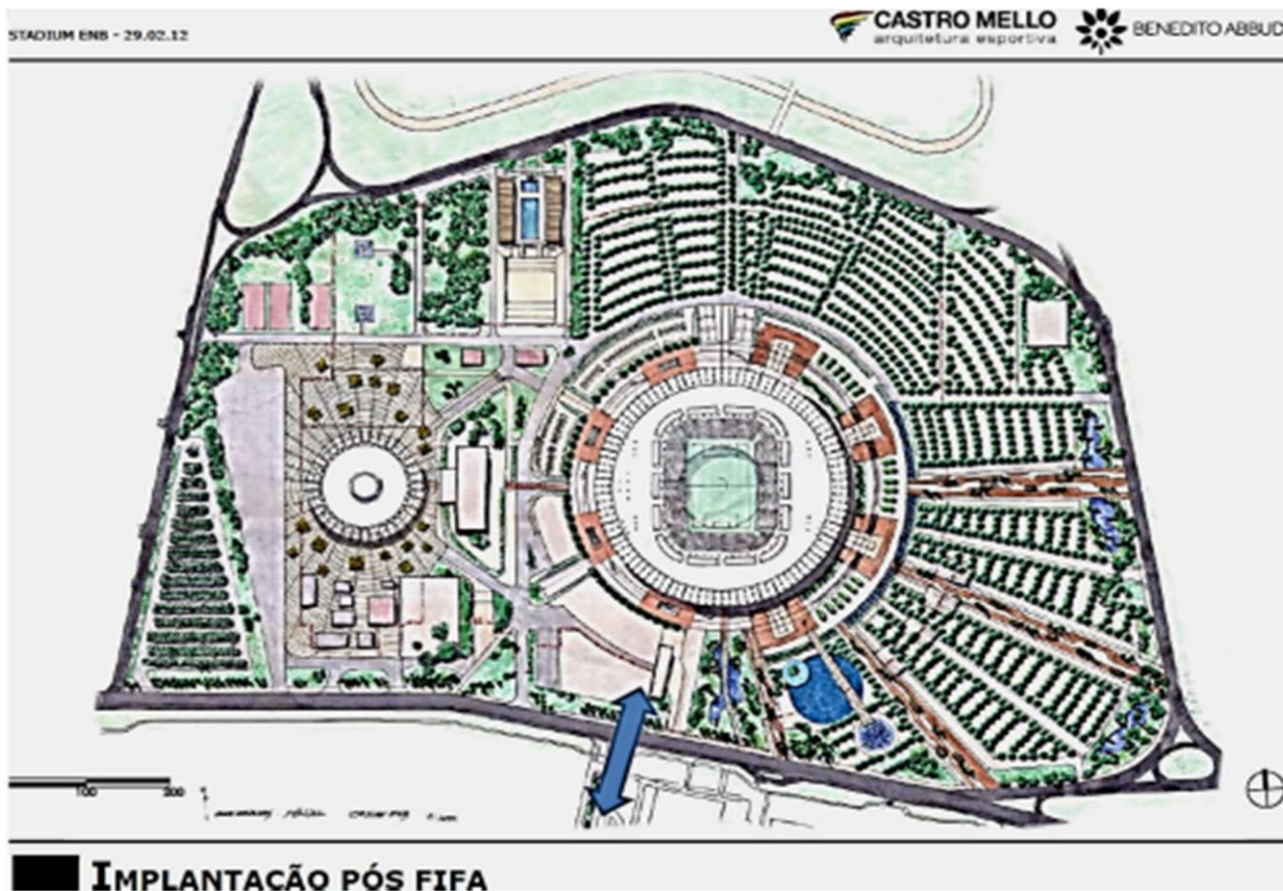 STADIUM ENB - 29.02.12
CASTRO MELLO
arquitetura esportiva
BENEDITO ABBUD
100
200
IMPLANTAÇÃO PÓS FIFA